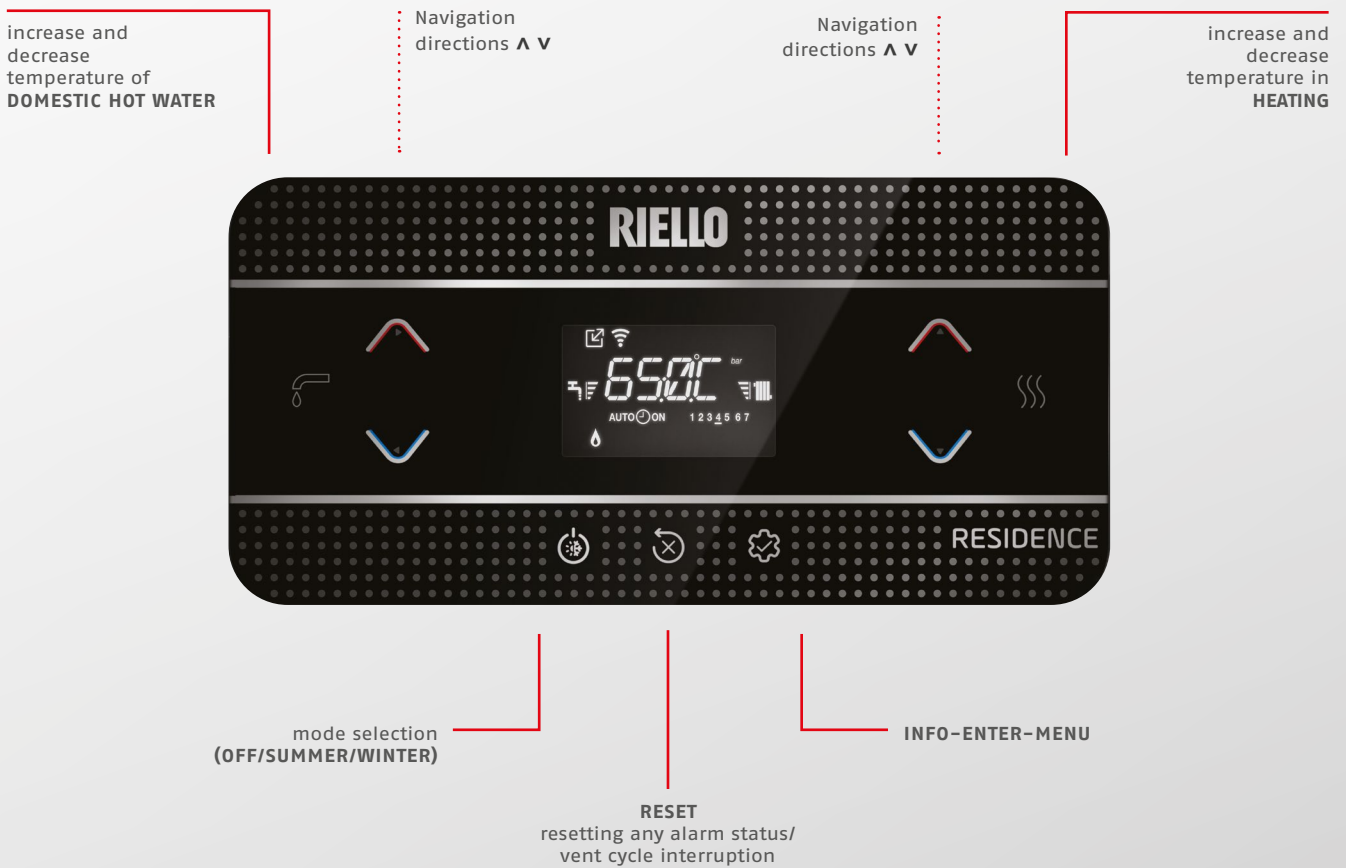 increase and
decrease
temperature of
DOMESTIC HOT WATER
Navigation
directions ∧ ∨
Navigation
directions ∧ ∨
increase and
decrease
temperature in
HEATING
RIELLO
65.0°C
bar
AUTO ON 1 2 3 4 5 6 7
RESIDENCE
mode selection
(OFF/SUMMER/WINTER)
INFO-ENTER-MENU
RESET
resetting any alarm status/
vent cycle interruption